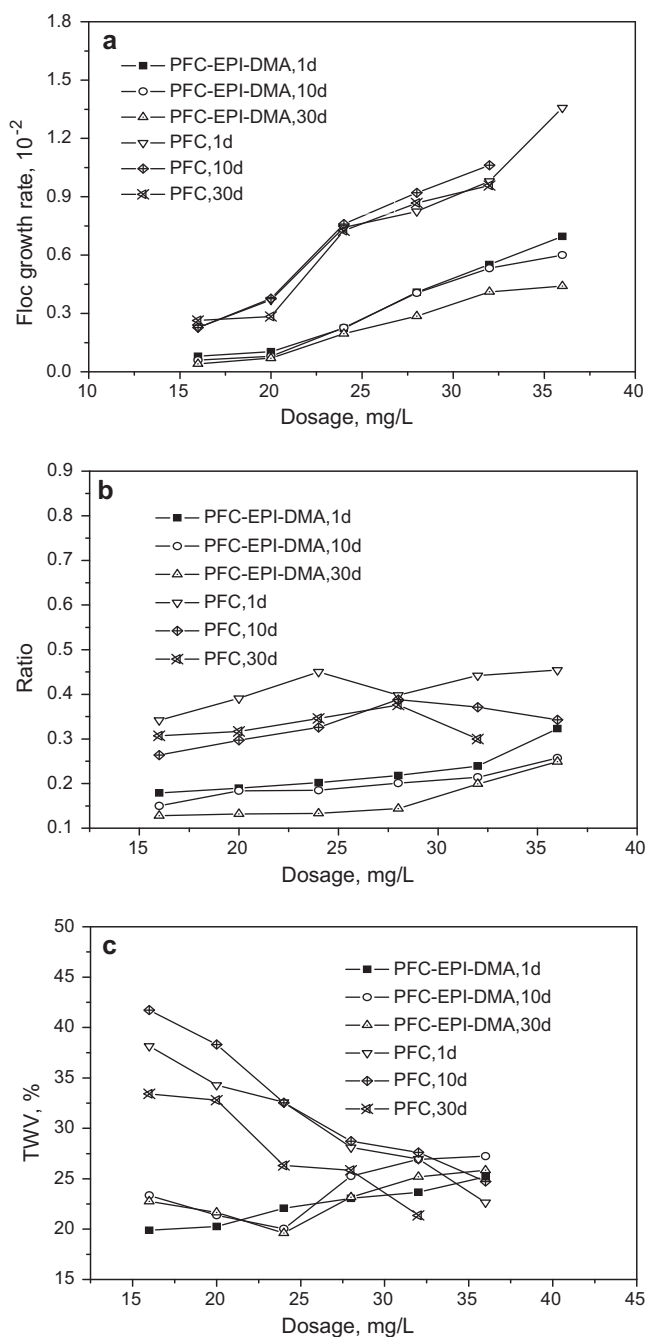 a
PFC-EPI-DMA,1d
PFC-EPI-DMA,10d
PFC-EPI-DMA,30d
PFC,1d
PFC,10d
PFC,30d
Floc growth rate, 10⁻²
1.8
1.5
1.2
0.9
0.6
0.3
0.0
10 15 20 25 30 35 40
Dosage, mg/L
b
PFC-EPI-DMA,1d
PFC-EPI-DMA,10d
PFC-EPI-DMA,30d
PFC,1d
PFC,10d
PFC,30d
Ratio
0.9
0.8
0.7
0.6
0.5
0.4
0.3
0.2
0.1
15 20 25 30 35 40
Dosage, mg/L
c
PFC-EPI-DMA,1d
PFC-EPI-DMA,10d
PFC-EPI-DMA,30d
PFC,1d
PFC,10d
PFC,30d
TWV, %
50
45
40
35
30
25
20
15
15 20 25 30 35 40 45
Dosage, mg/L